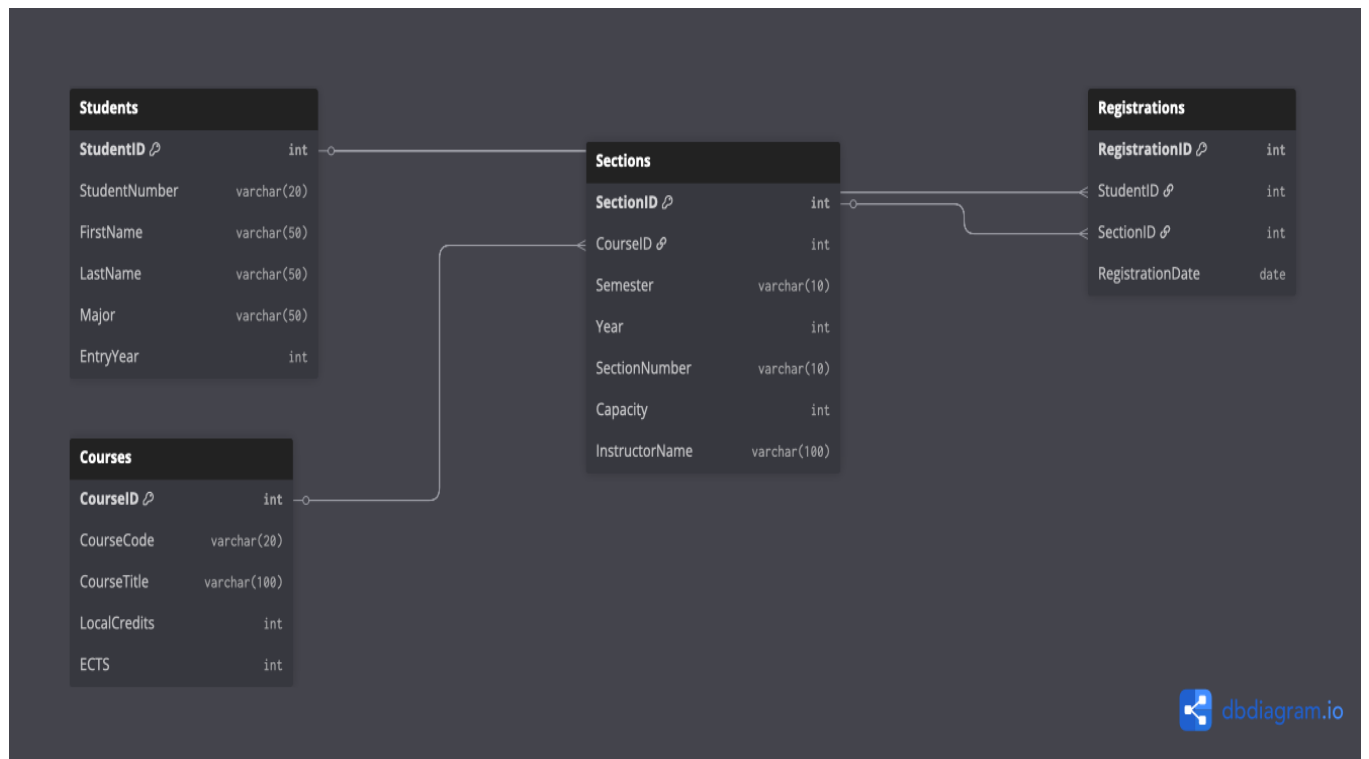 Students
StudentID int
StudentNumber varchar(20)
FirstName varchar(50)
LastName varchar(50)
Major varchar(50)
EntryYear int
Courses
CourseID int
CourseCode varchar(20)
CourseTitle varchar(100)
LocalCredits int
ECTS int
Sections
SectionID int
CourseID int
Semester varchar(10)
Year int
SectionNumber varchar(10)
Capacity int
InstructorName varchar(100)
Registrations
RegistrationID int
StudentID int
SectionID int
RegistrationDate date
dbdiagram.io